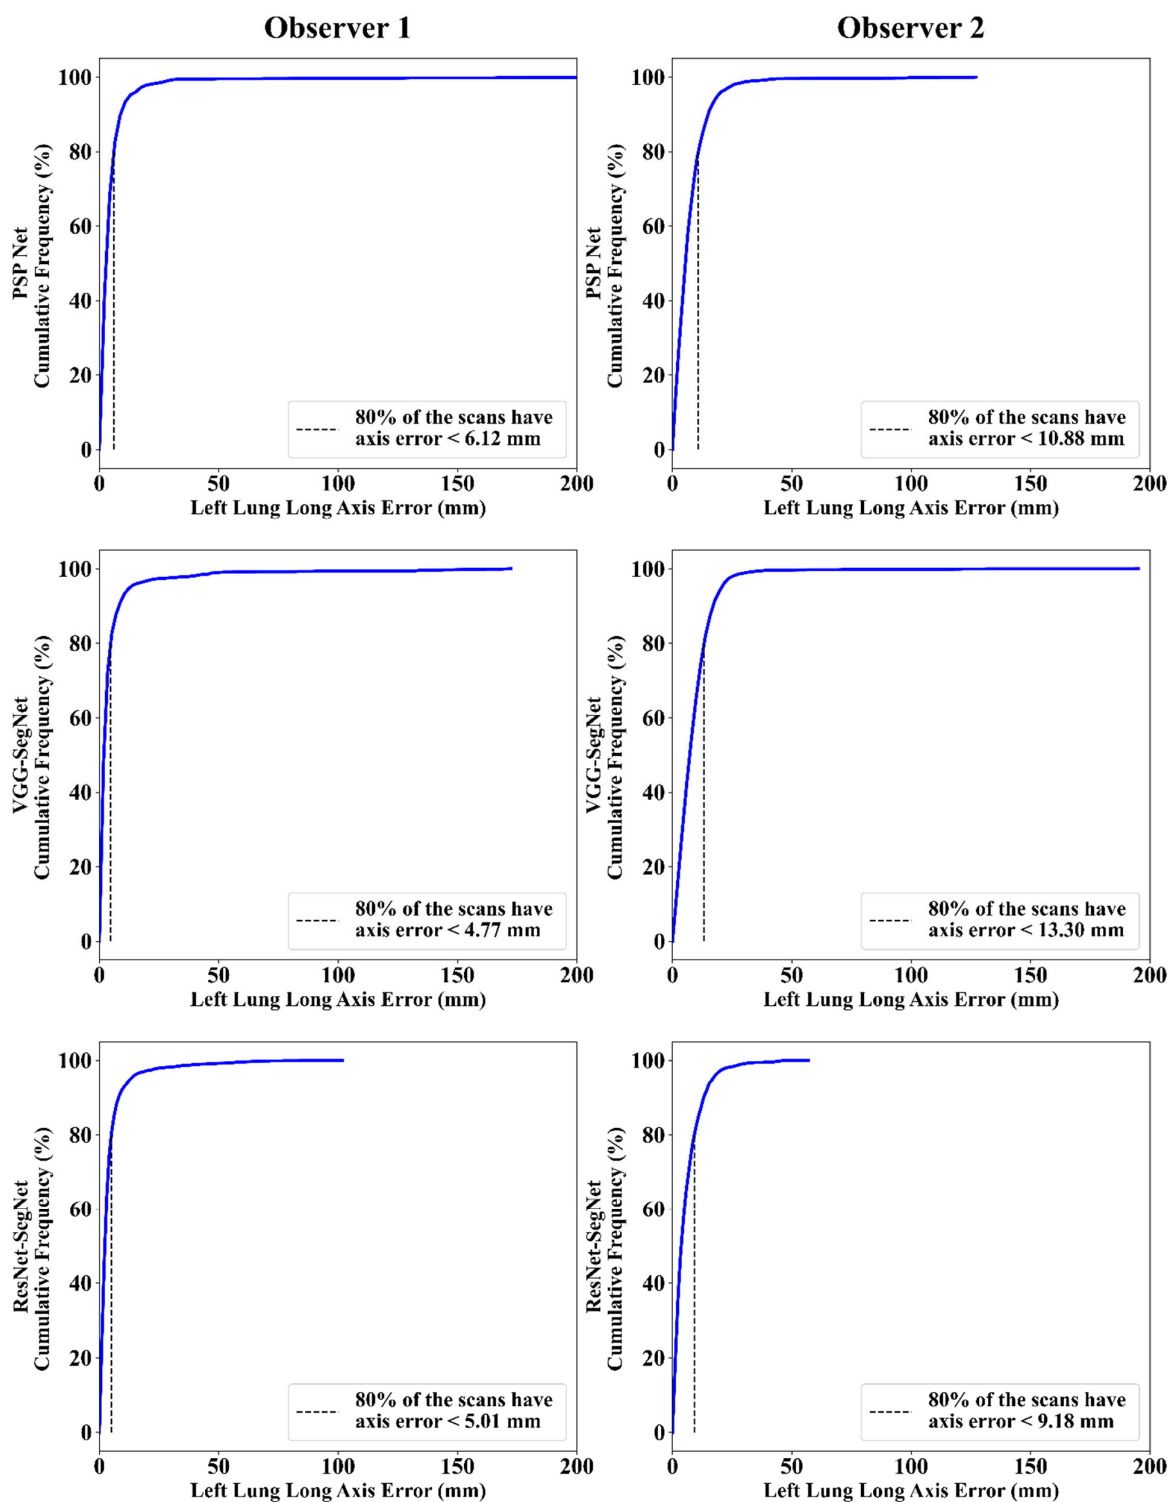 Observer 1
Observer 2
PSP Net
Cumulative Frequency (%)
100
80
60
40
20
0
80% of the scans have
axis error < 6.12 mm
0 50 100 150 200
Left Lung Long Axis Error (mm)
PSP Net
Cumulative Frequency (%)
100
80
60
40
20
0
80% of the scans have
axis error < 10.88 mm
0 50 100 150 200
Left Lung Long Axis Error (mm)
VGG-SegNet
Cumulative Frequency (%)
100
80
60
40
20
0
80% of the scans have
axis error < 4.77 mm
0 50 100 150 200
Left Lung Long Axis Error (mm)
VGG-SegNet
Cumulative Frequency (%)
100
80
60
40
20
0
80% of the scans have
axis error < 13.30 mm
0 50 100 150 200
Left Lung Long Axis Error (mm)
ResNet-SegNet
Cumulative Frequency (%)
100
80
60
40
20
0
80% of the scans have
axis error < 5.01 mm
0 50 100 150 200
Left Lung Long Axis Error (mm)
ResNet-SegNet
Cumulative Frequency (%)
100
80
60
40
20
0
80% of the scans have
axis error < 9.18 mm
0 50 100 150 200
Left Lung Long Axis Error (mm)